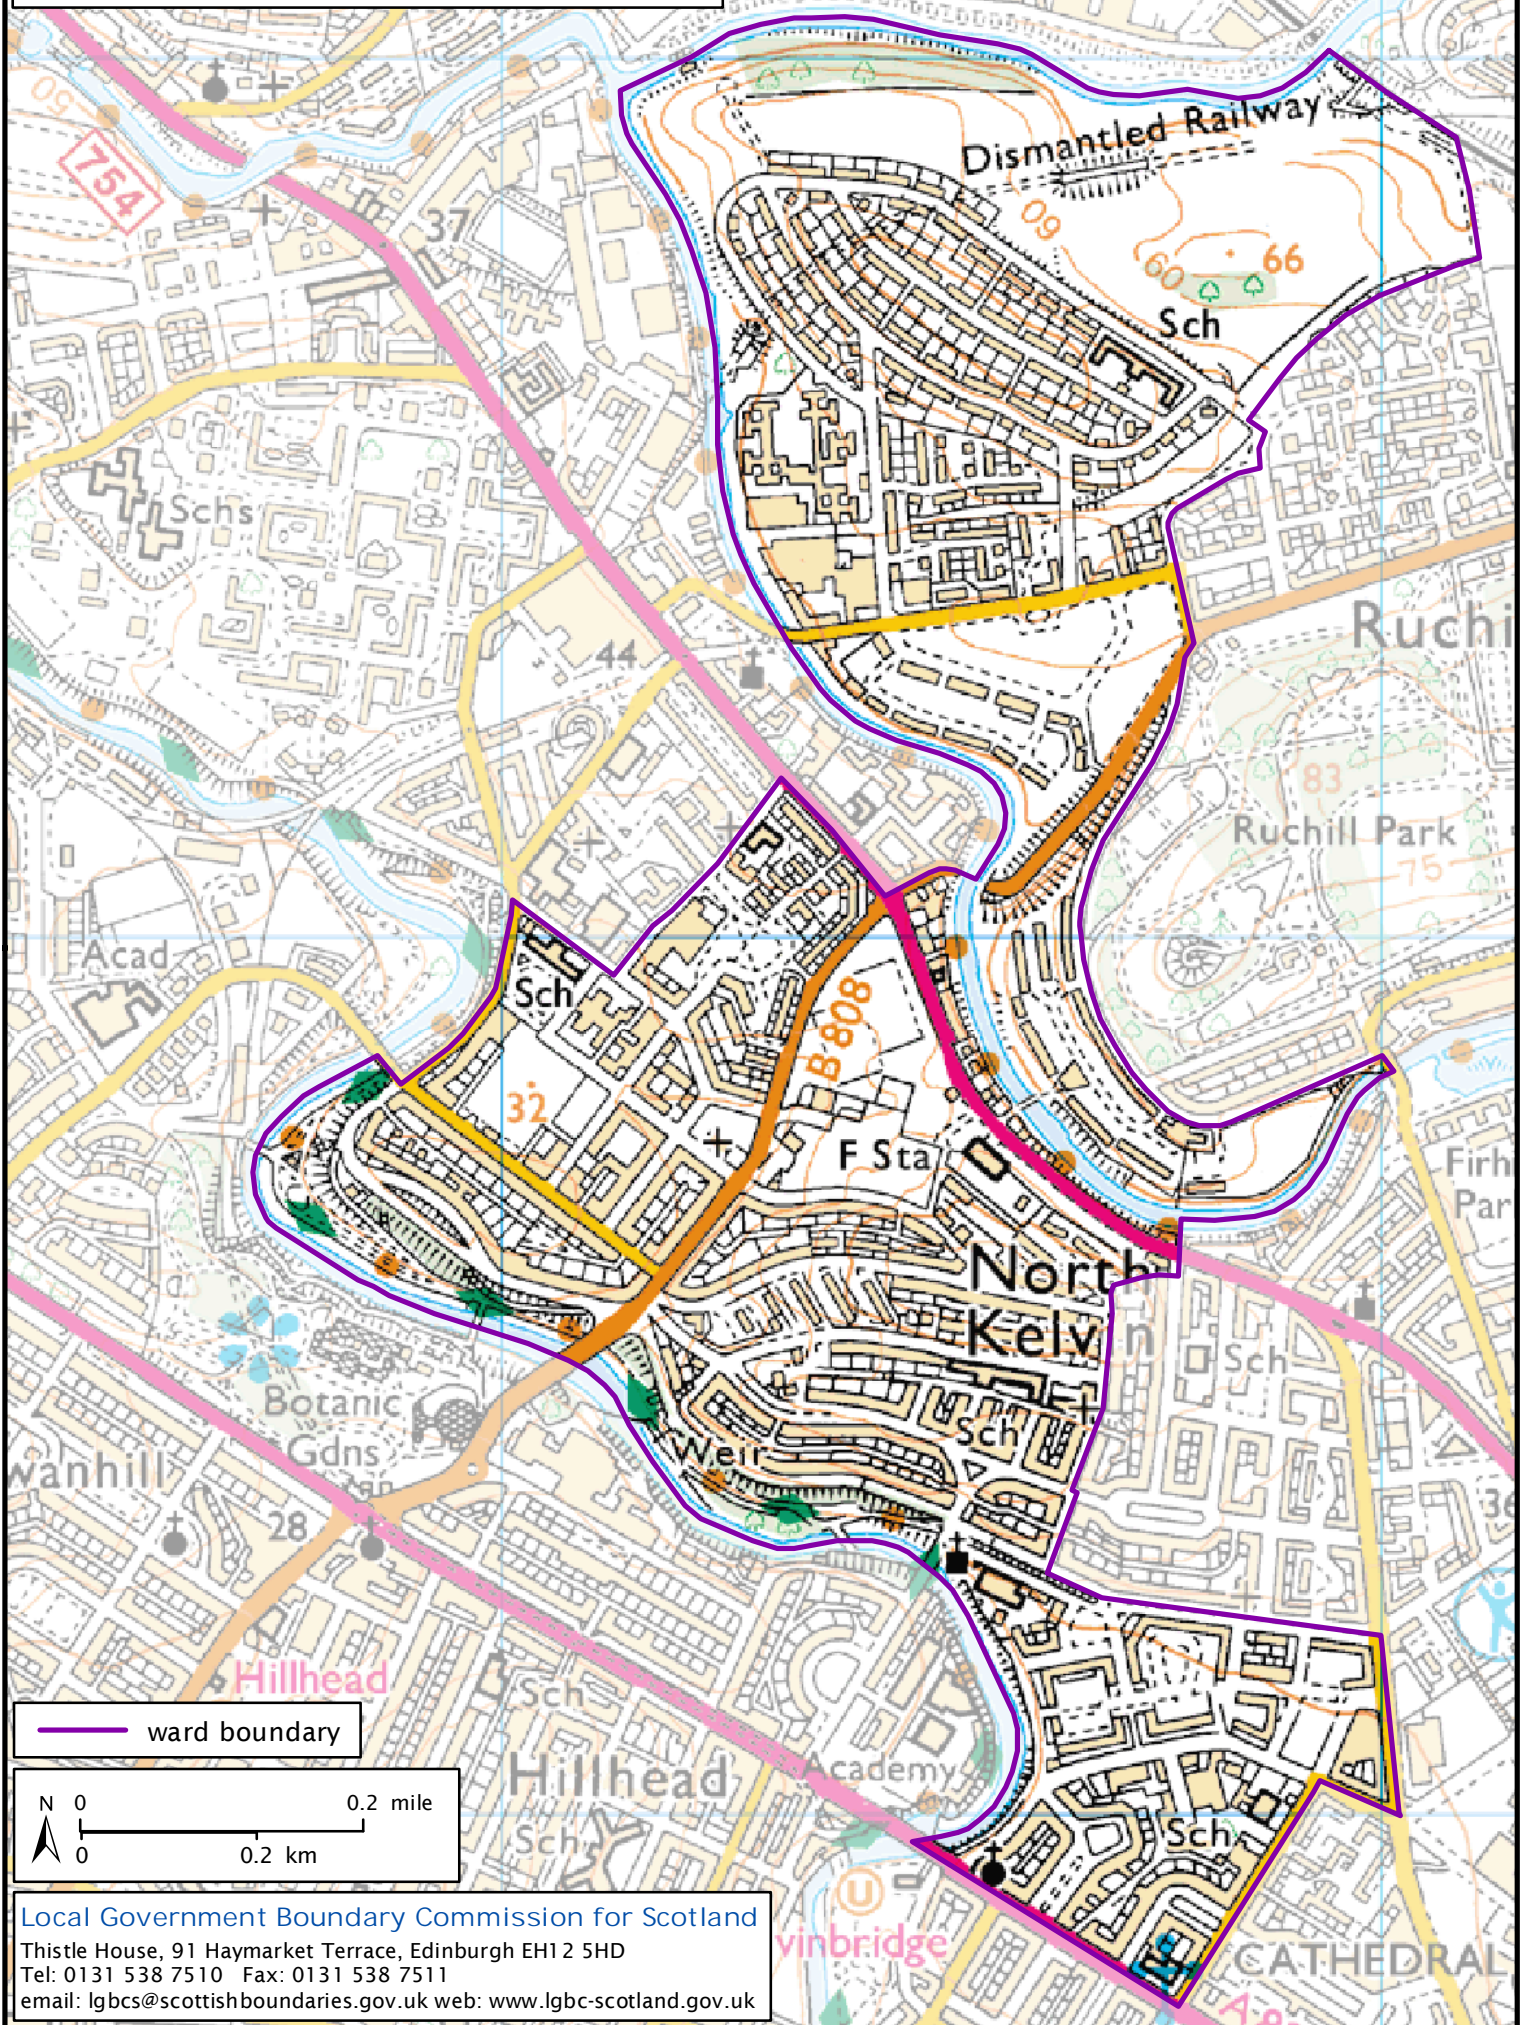 050
754
37
Dismantled Railway
60
60
66
Sch
Schs
44
Ruchi
83
Ruchill Park
75
Acad
Sch
B 808
32
F Sta
Firh
Par
North
Kelv n
Sch
Botanic
Gdns
Weir
Sch
wanhill
28
36
Hillhead
Sch
ward boundary
Hillhead
Academy
N 0 0.2 mile
0 0.2 km
Sch
Sch
U
vinbridge
CATHEDRAL
Local Government Boundary Commission for Scotland
Thistle House, 91 Haymarket Terrace, Edinburgh EH12 5HD
Tel: 0131 538 7510 Fax: 0131 538 7511
email: lgbcs@scottishboundaries.gov.uk web: www.lgbc-scotland.gov.uk